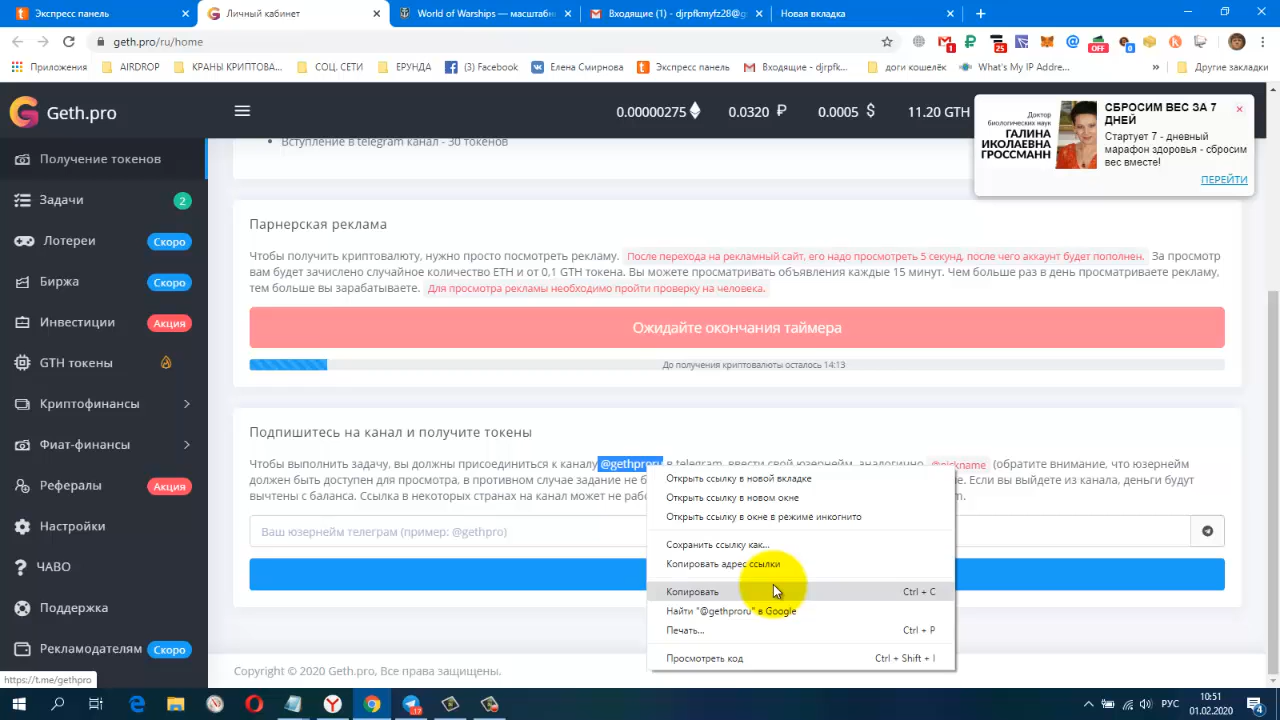 Экспресс панель
Личный кабинет
World of Warships — масштабн
Входящие (1) - djrpfkmyfz28@g
Новая вкладка
geth.pro/ru/home
1
25
OFF
0
Приложения
AIRDROP
КРАНЫ КРИПТОВА...
СОЦ. СЕТИ
ЕРУНДА
(3) Facebook
Елена Смирнова
Экспресс панель
Входящие - djrpfk...
доги кошелёк
What's My IP Addre...
»
Другие закладки
Geth.pro
0.00000275
0.0320 ₽
0.0005 $
11.20 GTH
Доктор
биологических наук
ГАЛИНА
ИКОЛАЕВНА
ГРОССМАНН
СБРОСИМ ВЕС ЗА 7
ДНЕЙ
Стартует 7 - дневный
марафон здоровья - сбросим
вес вместе!
ПЕРЕЙТИ
Получение токенов
Задачи 2
Лотереи Скоро
Биржа Скоро
Инвестиции Акция
GTH токены
Криптофинансы
Фиат-финансы
Рефералы Акция
Настройки
ЧАВО
Поддержка
Рекламодателям Скоро
https://t.me/gethpro
Вступление в telegram канал - 30 токенов
Парнерская реклама
Чтобы получить криптовалюту, нужно просто посмотреть рекламу. После перехода на рекламный сайт, его надо просмотреть 5 секунд, после чего аккаунт будет пополнен. За просмотр
вам будет зачислено случайное количество ETH и от 0,1 GTH токена. Вы можете просматривать объявления каждые 15 минут. Чем больше раз в день просматриваете рекламу,
тем больше вы зарабатываете. Для просмотра рекламы необходимо пройти проверку на человека.
Ожидайте окончания таймера
До получения криптовалюты осталось 14:13
Подпишитесь на канал и получите токены
Чтобы выполнить задачу, вы должны присоединиться к каналу @gethproru в telegram, ввести свой юзернейм, аналогично @nickname (обратите внимание, что юзернейм
должен быть доступен для просмотра, в противном случае задание не б е. Если вы выйдете из канала, деньги будут
вычтены с баланса. Ссылка в некоторых странах на канал может не рабо m.
Ваш юзернейм телеграм (пример: @gethpro)
Открыть ссылку в новой вкладке
Открыть ссылку в новом окне
Открыть ссылку в окне в режиме инкогнито
Сохранить ссылку как...
Копировать адрес ссылки
Копировать Ctrl + C
Найти "@gethproru" в Google
Печать... Ctrl + P
Просмотреть код Ctrl + Shift + I
Copyright © 2020 Geth.pro, Все права защищены.
17
РУС
10:51
01.02.2020
4